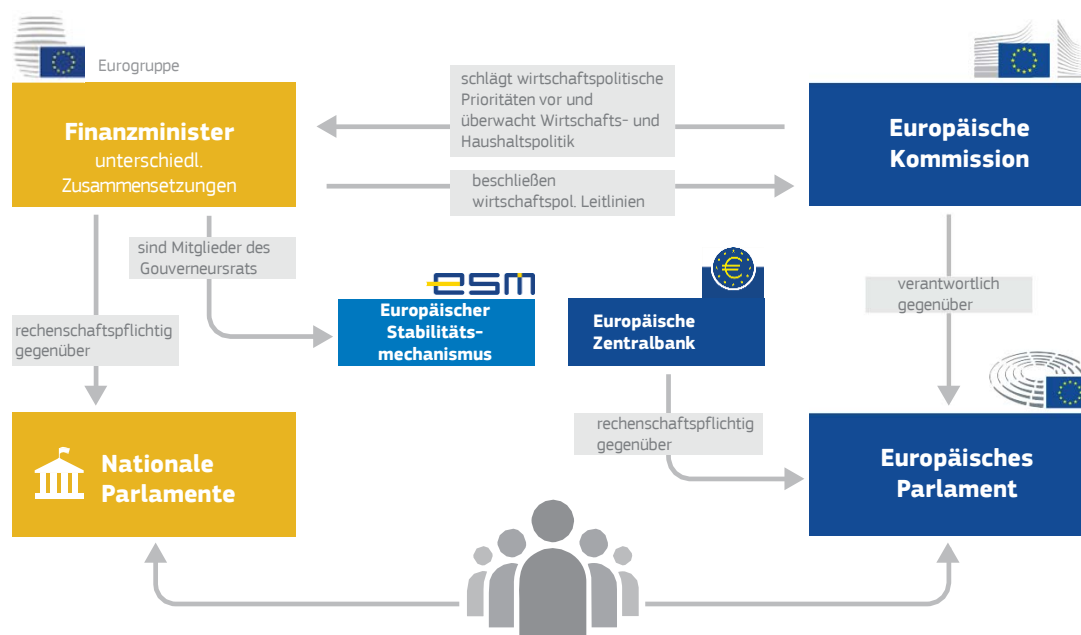 Eurogruppe
Finanzminister
unterschiedl.
Zusammensetzungen
schlägt wirtschaftspolitische
Prioritäten vor und
überwacht Wirtschafts- und
Haushaltspolitik
beschließen
wirtschaftspol. Leitlinien
Europäische
Kommission
sind Mitglieder des
Gouverneursrats
rechenschaftspflichtig
gegenüber
esm
Europäischer
Stabilitäts-
mechanismus
€
Europäische
Zentralbank
verantwortlich
gegenüber
rechenschaftspflichtig
gegenüber
Nationale
Parlamente
Europäisches
Parlament